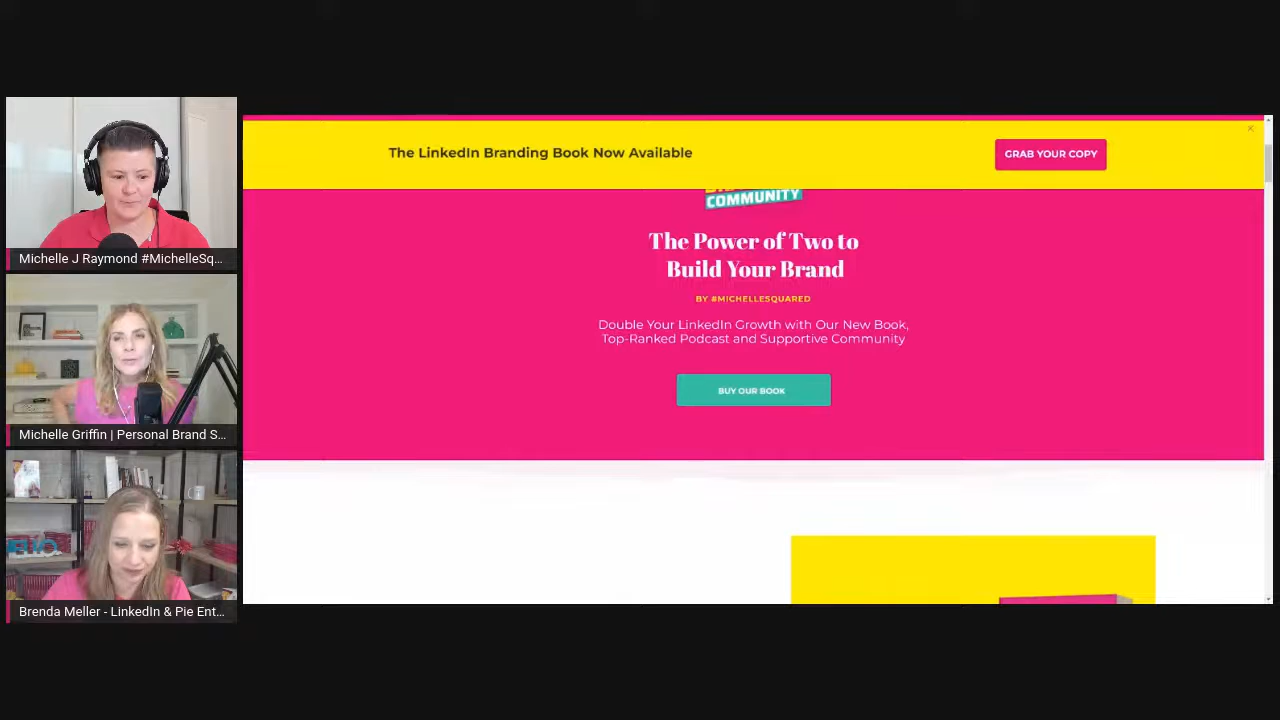 The LinkedIn Branding Book Now Available
GRAB YOUR COPY
COMMUNITY
The Power of Two to
Build Your Brand
BY #MICHELLESQUARED
Double Your LinkedIn Growth with Our New Book,
Top-Ranked Podcast and Supportive Community
BUY OUR BOOK
Michelle J Raymond #MichelleSq...
Michelle Griffin | Personal Brand S...
Brenda Meller - LinkedIn & Pie Ent...